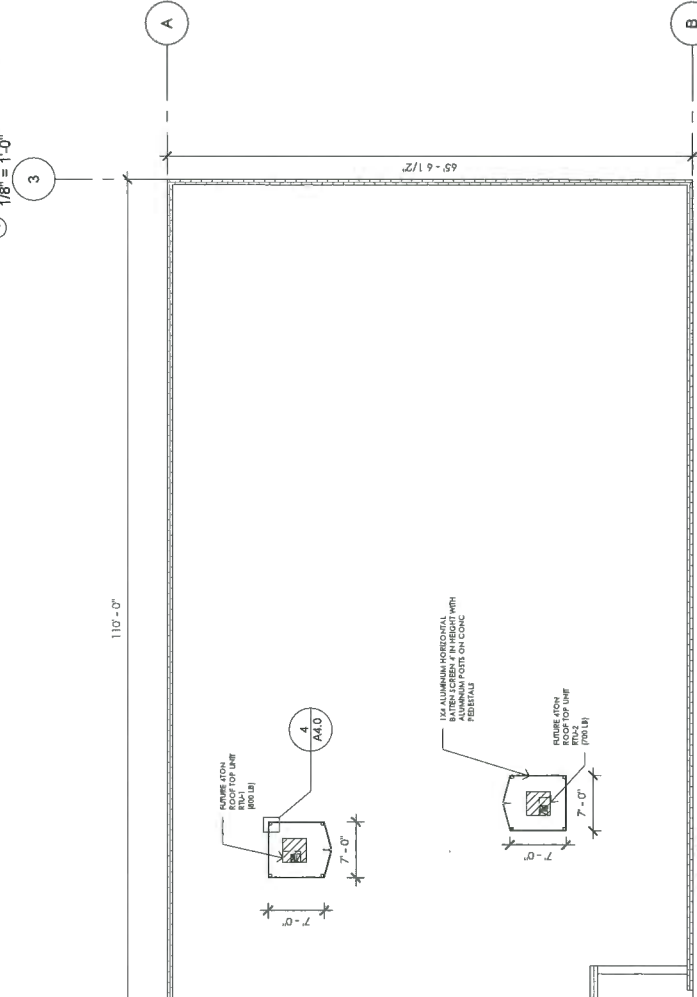 A
B
1/8" = 1'-0"
3
65' - 6 1/2"
110' - 0"
1X4 ALUMINUM HORIZONTAL
BATTEN SCREEN 4' IN HEIGHT WITH
ALUMINUM POSTS ON CONC
PEDESTALS
4
A4.0
FUTURE 4TON
ROOF TOP UNIT
RTU-2
(700 LB)
FUTURE 4TON
ROOF TOP UNIT
RTU-1
7' - 0"
7' - 0"
7' - 0"
7' - 0"